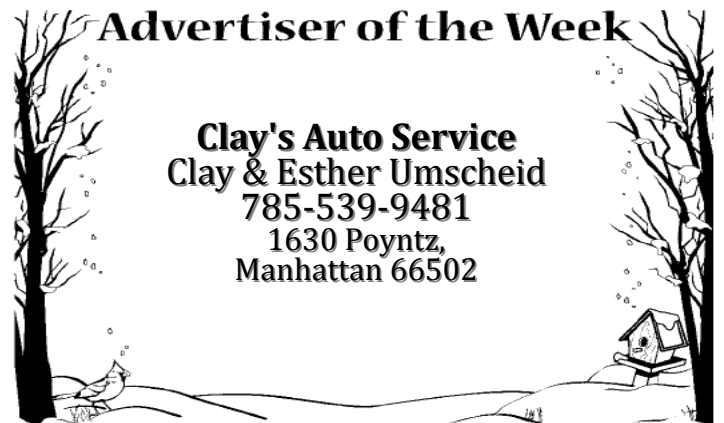 Advertiser of the Week
Clay's Auto Service
Clay & Esther Umscheid
785-539-9481
1630 Poyntz,
Manhattan 66502